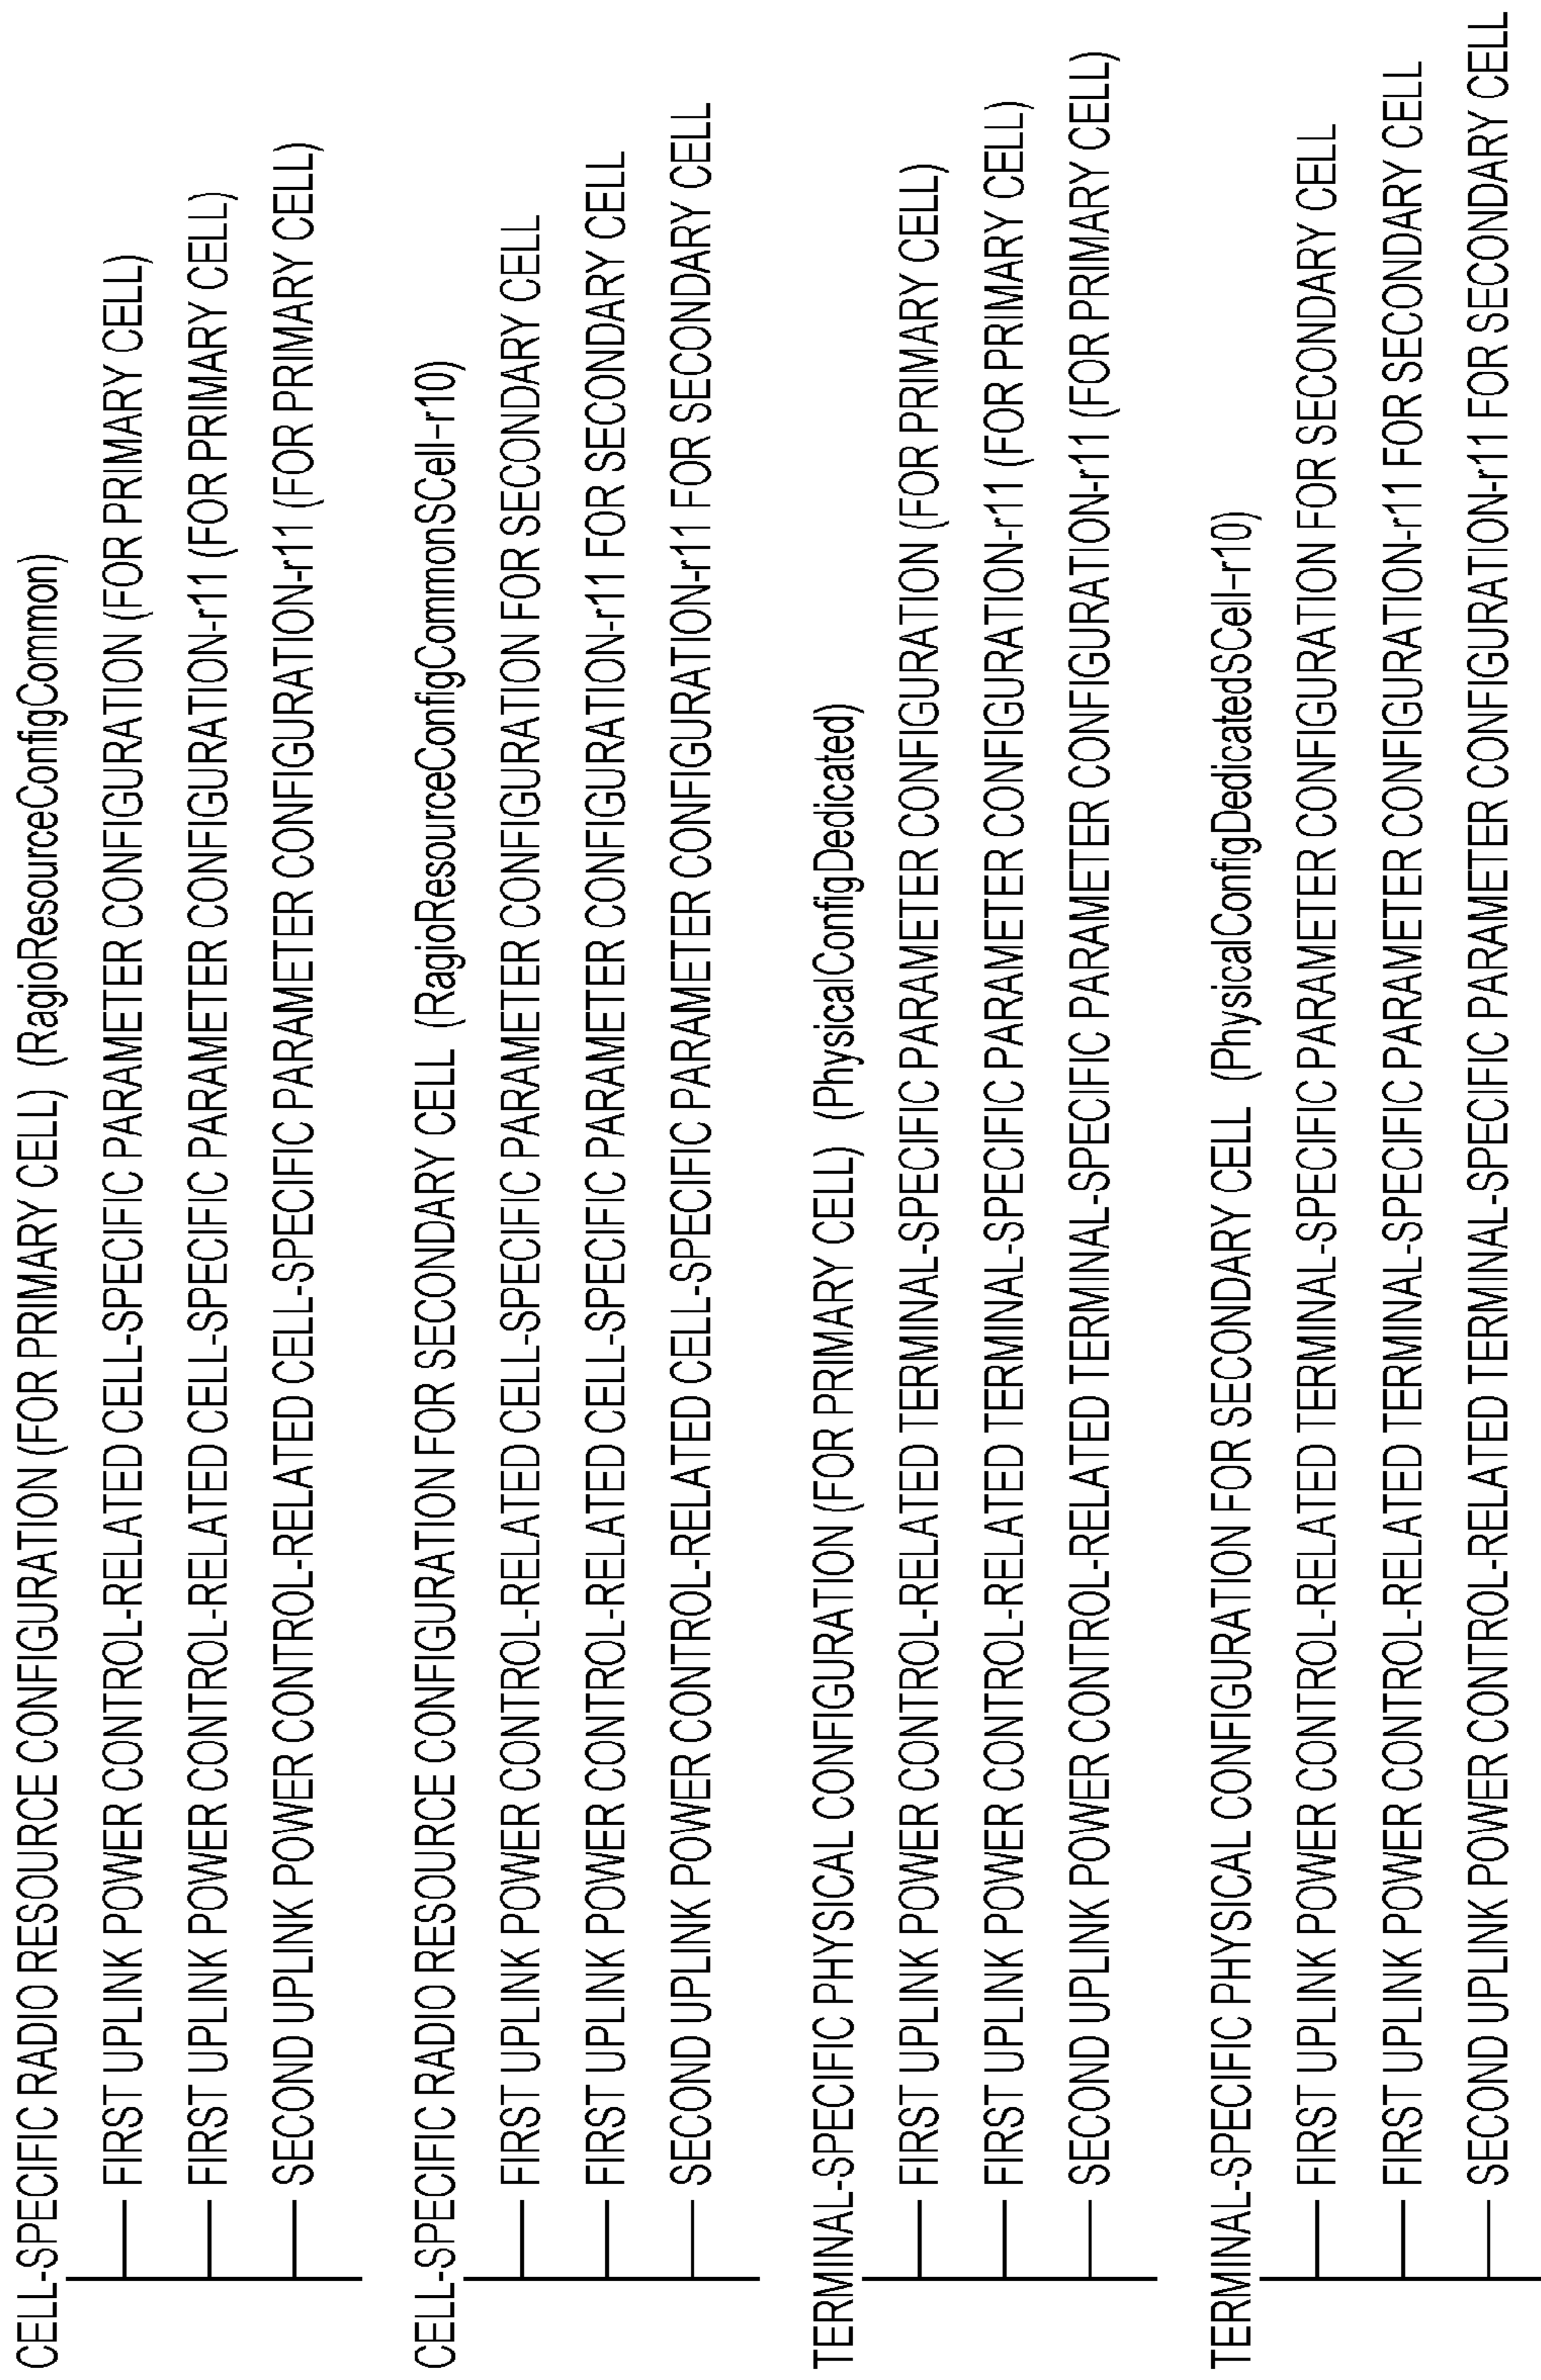 CELL-SPECIFIC RADIO RESOURCE CONFIGURATION (FOR PRIMARY CELL) (RagioResourceConfigCommon)
FIRST UPLINK POWER CONTROL-RELATED CELL-SPECIFIC PARAMETER CONFIGURATION (FOR PRIMARY CELL)
FIRST UPLINK POWER CONTROL-RELATED CELL-SPECIFIC PARAMETER CONFIGURATION-r11 (FOR PRIMARY CELL)
SECOND UPLINK POWER CONTROL-RELATED CELL-SPECIFIC PARAMETER CONFIGURATION-r11 (FOR PRIMARY CELL)
CELL-SPECIFIC RADIO RESOURCE CONFIGURATION FOR SECONDARY CELL (RagioResourceConfigCommonSCell-r10)
FIRST UPLINK POWER CONTROL-RELATED CELL-SPECIFIC PARAMETER CONFIGURATION FOR SECONDARY CELL
FIRST UPLINK POWER CONTROL-RELATED CELL-SPECIFIC PARAMETER CONFIGURATION-r11 FOR SECONDARY CELL
SECOND UPLINK POWER CONTROL-RELATED CELL-SPECIFIC PARAMETER CONFIGURATION-r11 FOR SECONDARY CELL
TERMINAL-SPECIFIC PHYSICAL CONFIGURATION (FOR PRIMARY CELL) (PhysicalConfigDedicated)
FIRST UPLINK POWER CONTROL-RELATED TERMINAL-SPECIFIC PARAMETER CONFIGURATION (FOR PRIMARY CELL)
FIRST UPLINK POWER CONTROL-RELATED TERMINAL-SPECIFIC PARAMETER CONFIGURATION-r11 (FOR PRIMARY CELL)
SECOND UPLINK POWER CONTROL-RELATED TERMINAL-SPECIFIC PARAMETER CONFIGURATION-r11 (FOR PRIMARY CELL)
TERMINAL-SPECIFIC PHYSICAL CONFIGURATION FOR SECONDARY CELL (PhysicalConfigDedicatedSCell-r10)
FIRST UPLINK POWER CONTROL-RELATED TERMINAL-SPECIFIC PARAMETER CONFIGURATION FOR SECONDARY CELL
FIRST UPLINK POWER CONTROL-RELATED TERMINAL-SPECIFIC PARAMETER CONFIGURATION-r11 FOR SECONDARY CELL
SECOND UPLINK POWER CONTROL-RELATED TERMINAL-SPECIFIC PARAMETER CONFIGURATION-r11 FOR SECONDARY CELL